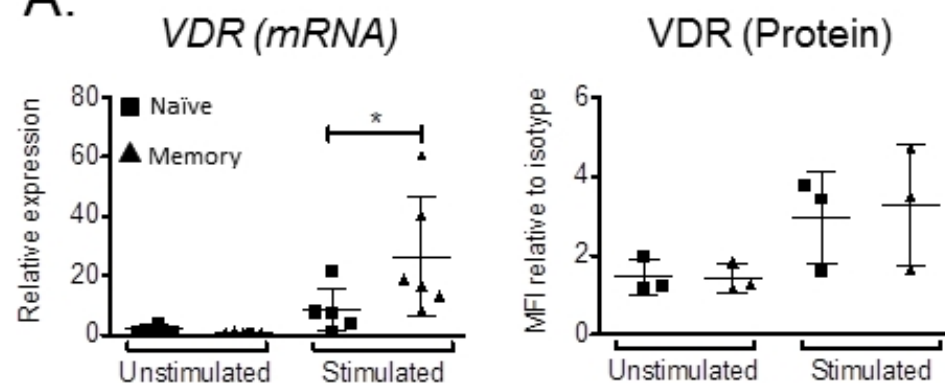 A.
VDR (mRNA)
Relative expression
80
60
40
20
0
Naïve
Memory
*
Unstimulated
Stimulated
VDR (Protein)
MFI relative to isotype
6
4
2
0
Unstimulated
Stimulated